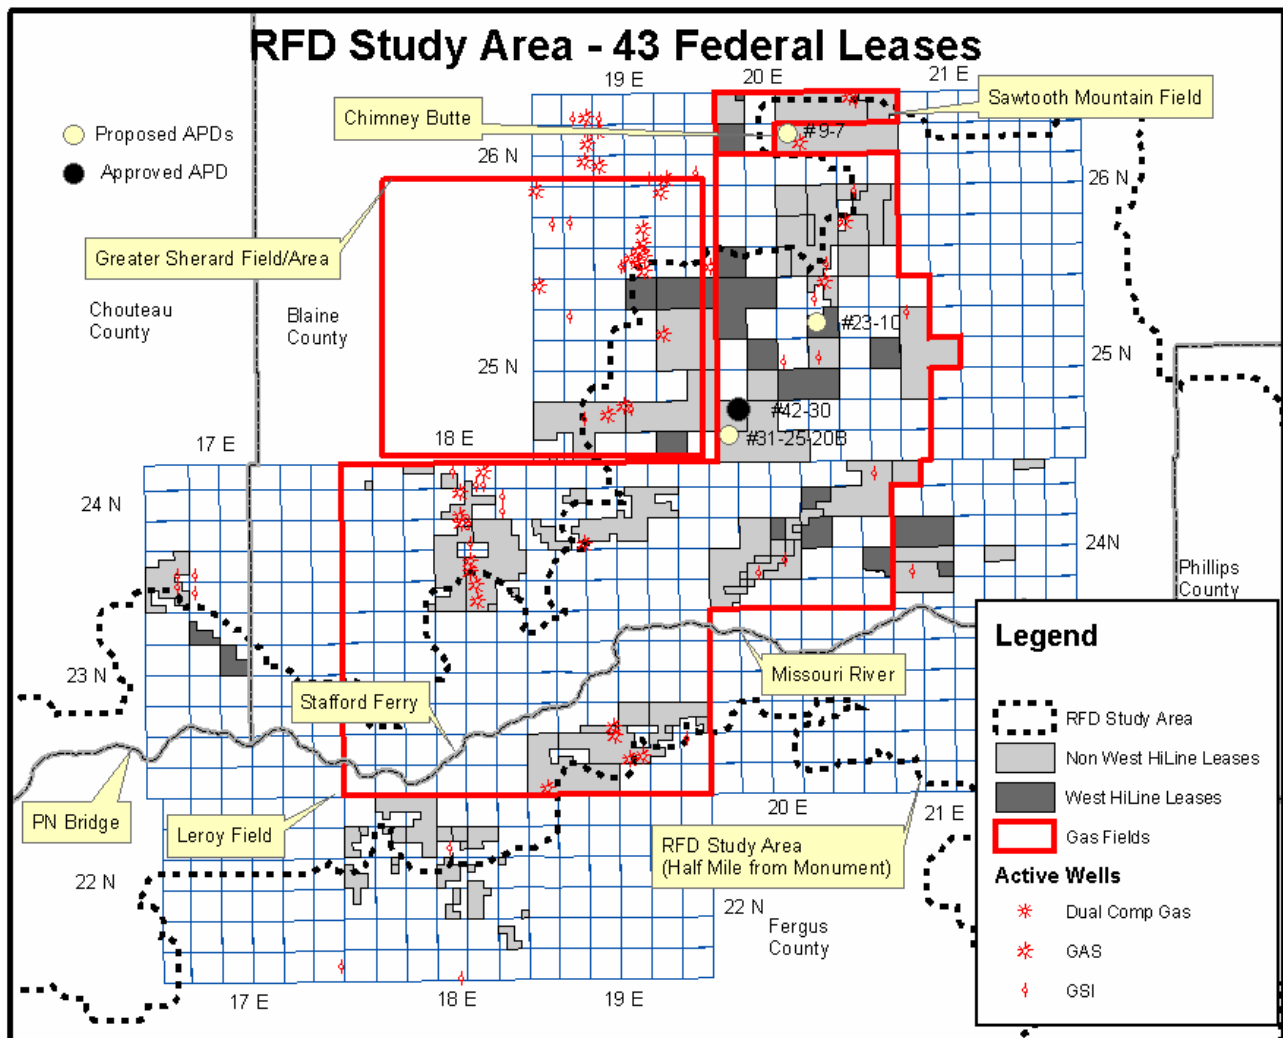 RFD Study Area - 43 Federal Leases
19 E
20 E
21 E
Sawtooth Mountain Field
Chimney Butte
#9-7
Proposed APDs
Approved APD
26 N
26 N
Greater Sherard Field/Area
Chouteau
County
Blaine
County
#23-10
25 N
25 N
#42-30
#31-25-20B
17 E
18 E
24 N
24N
Phillips
County
23 N
Stafford Ferry
Missouri River
PN Bridge
Leroy Field
20 E
21 E
RFD Study Area
(Half Mile from Monument)
22 N
22 N
Fergus
County
17 E
18 E
19 E
Legend
RFD Study Area
Non West HiLine Leases
West HiLine Leases
Gas Fields
Active Wells
Dual Comp Gas
GAS
GSI